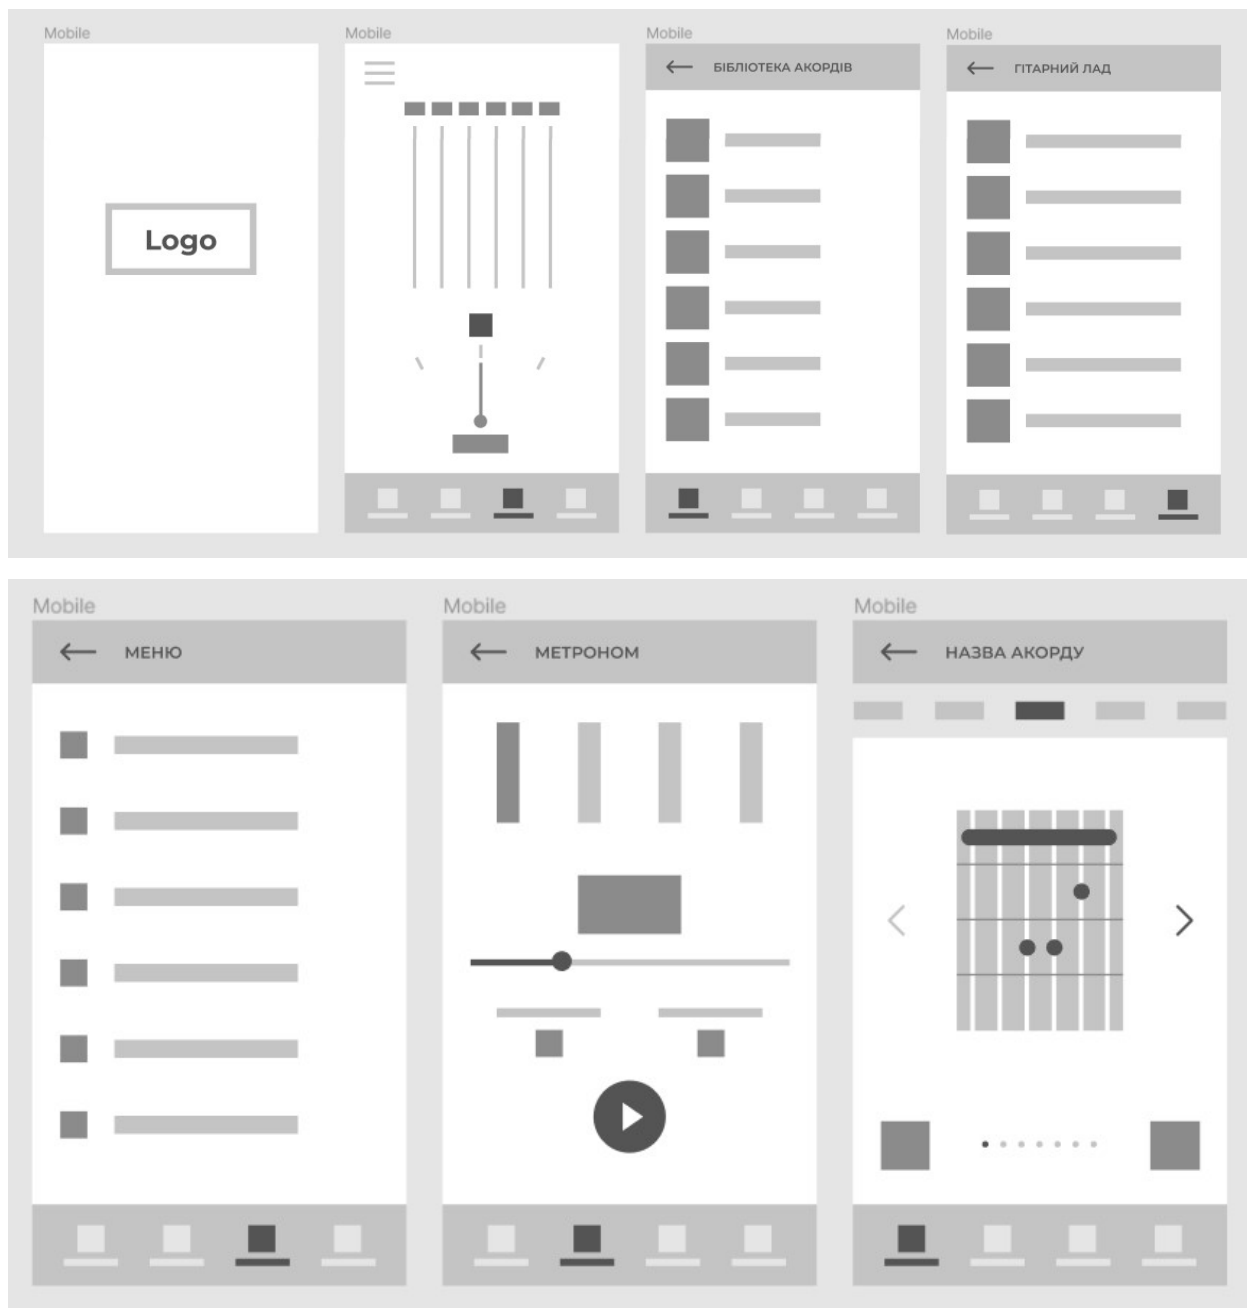 Mobile
Mobile
Mobile
Mobile
Logo
БІБЛІОТЕКА АКОРДІВ
ГІТАРНИЙ ЛАД
Mobile
Mobile
Mobile
МЕНЮ
МЕТРОНОМ
НАЗВА АКОРДУ